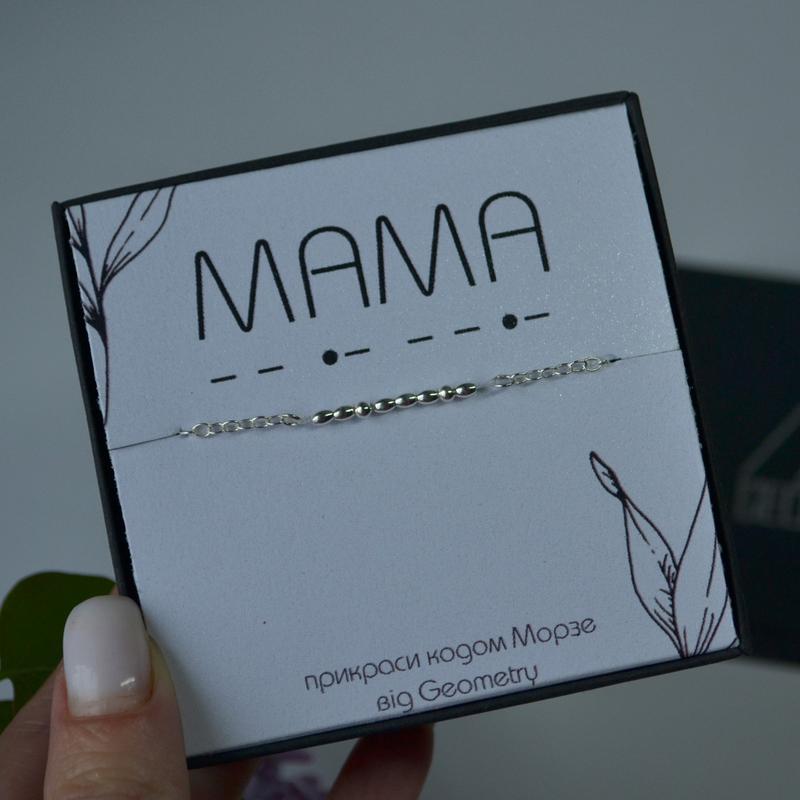 МАМА
— — •— — — •—
прикраси кодом Морзе
від Geometry